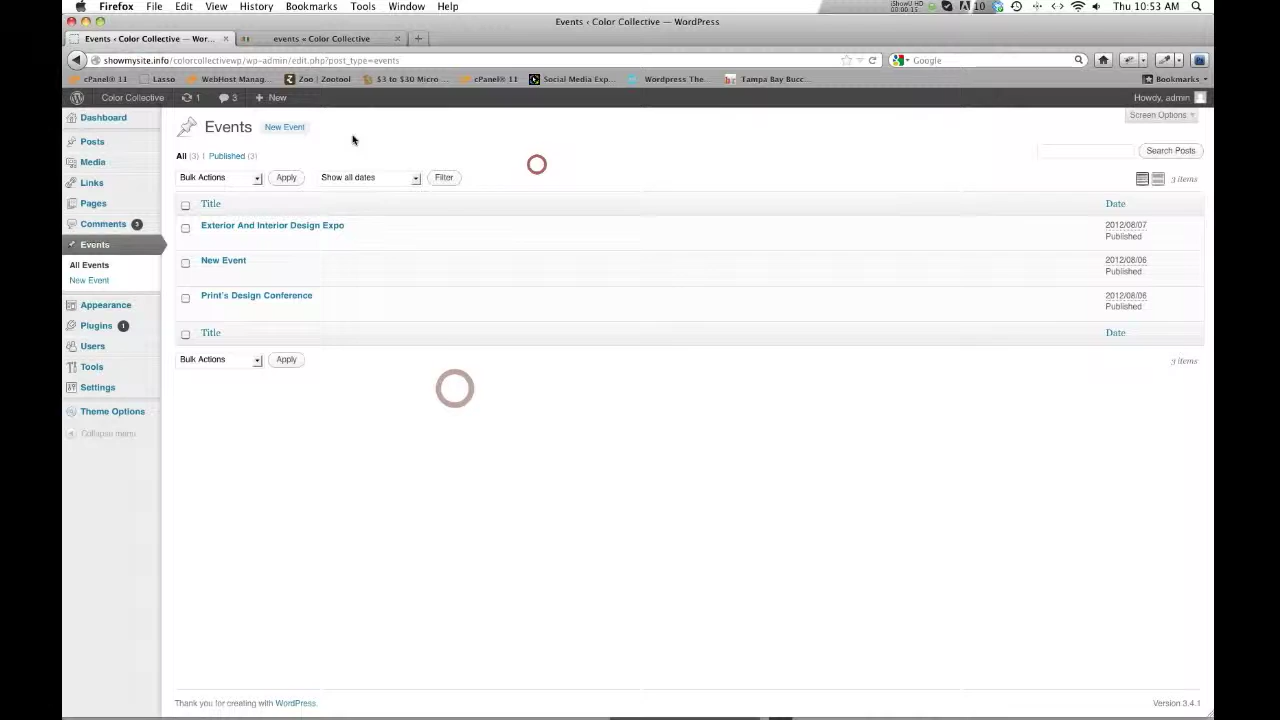 Firefox File Edit View History Bookmarks Tools Window Help
iShowU HD
00:00:15
10 Thu 10:53 AM
Events ‹ Color Collective — WordPress
Events ‹ Color Collective — Wor... × events « Color Collective × +
showmysite.info/colorcollectivewp/wp-admin/edit.php?post_type=events
Google
cPanel® 11 Lasso WebHost Manag... Zoo | Zootool $3 to $30 Micro ... cPanel® 11 Social Media Exp... Wordpress The... Tampa Bay Bucc...
Bookmarks
Color Collective 1 3 + New Howdy, admin
Screen Options
Dashboard
Posts
Media
Links
Pages
Comments 3
Events
All Events
New Event
Appearance
Plugins 1
Users
Tools
Settings
Theme Options
Collapse menu
Events New Event
All (3) | Published (3)
Search Posts
Bulk Actions Apply Show all dates Filter
3 items
Title Date
Exterior And Interior Design Expo 2012/08/07
Published
New Event 2012/08/06
Published
Print's Design Conference 2012/08/06
Published
Title Date
Bulk Actions Apply
3 items
Thank you for creating with WordPress.
Version 3.4.1